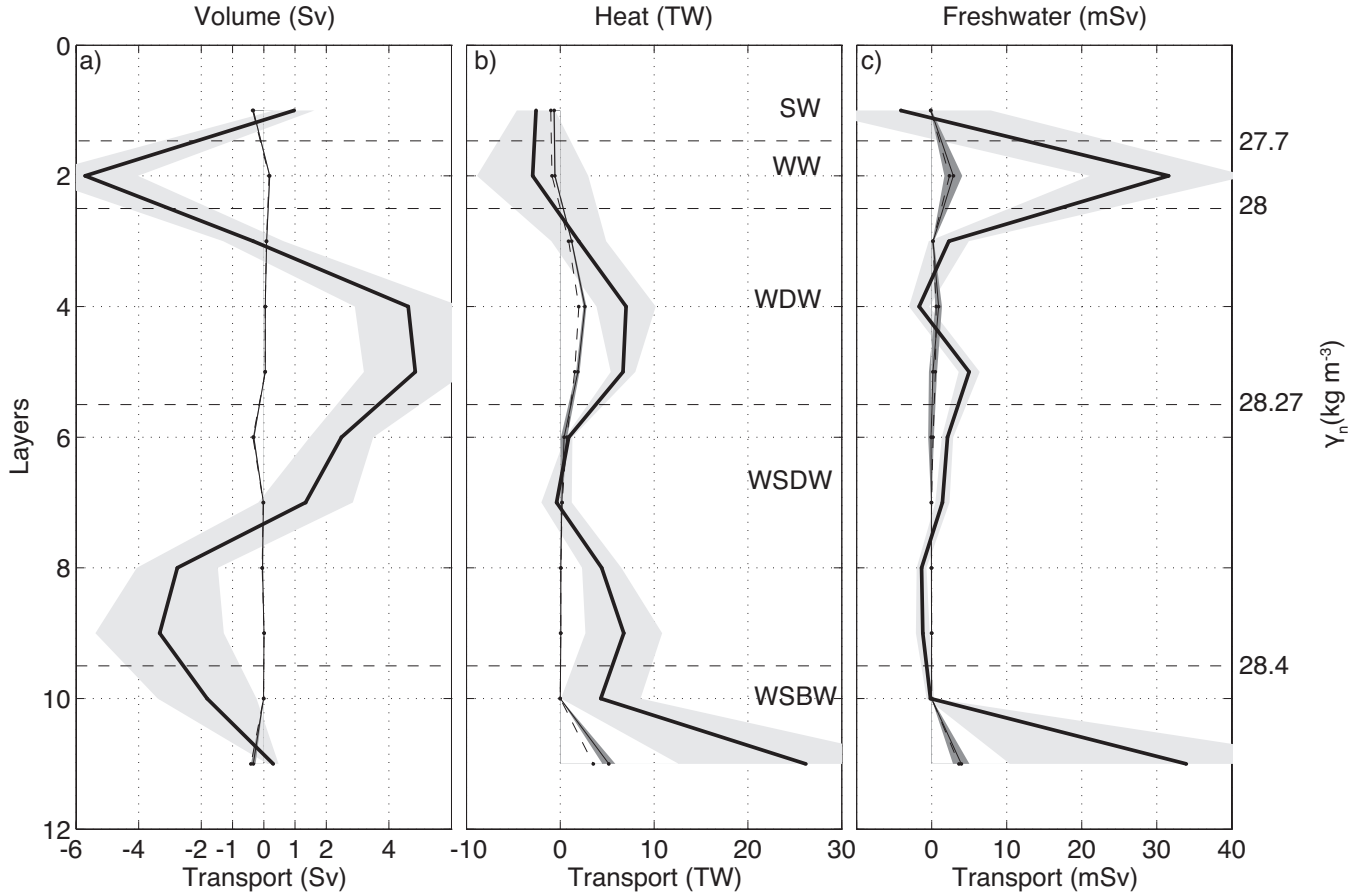 Volume (Sv) Heat (TW) Freshwater (mSv)
a) b) c)
0
2
4
6
8
10
12
Layers
SW
WW
WDW
WSDW
WSBW
27.7
28
28.27
28.4
γn(kg m-3)
-6 -4 -2 -1 0 1 2 4
-10 0 10 20 30
0 10 20 30 40
Transport (Sv) Transport (TW) Transport (mSv)